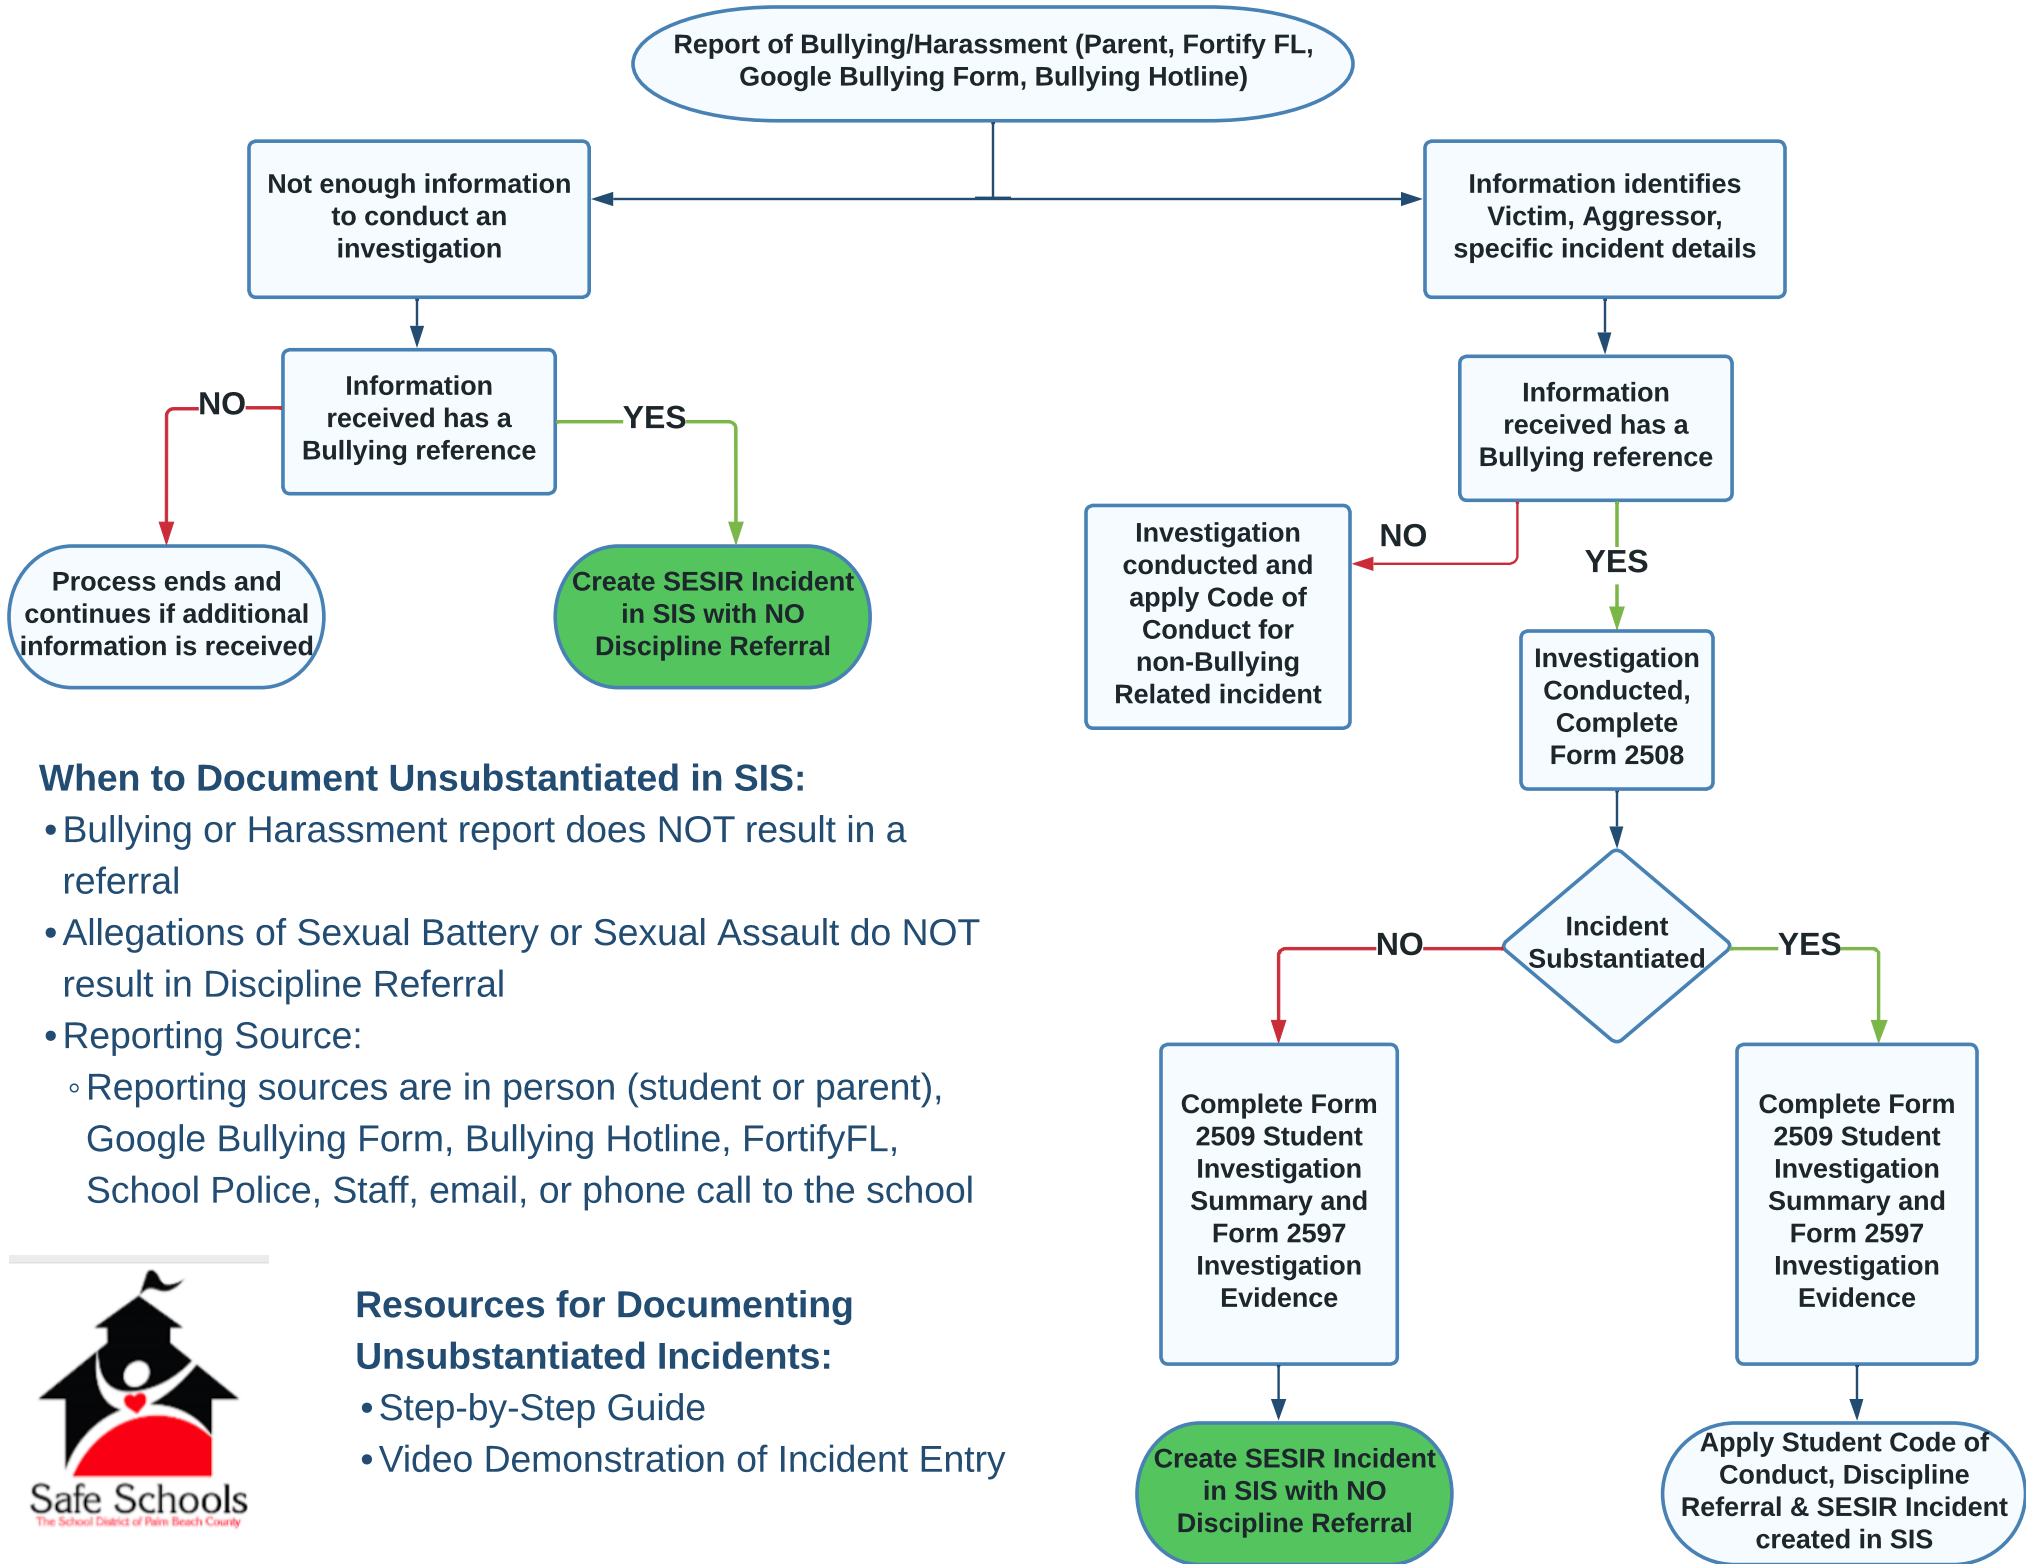 Report of Bullying/Harassment (Parent, Fortify FL,
Google Bullying Form, Bullying Hotline)
Not enough information
to conduct an
investigation
Information identifies
Victim, Aggressor,
specific incident details
Information
received has a
Bullying reference
NO
YES
Process ends and
continues if additional
information is received
Create SESIR Incident
in SIS with NO
Discipline Referral
Information
received has a
Bullying reference
NO
YES
Investigation
conducted and
apply Code of
Conduct for
non-Bullying
Related incident
Investigation
Conducted,
Complete
Form 2508
Incident
Substantiated
NO
YES
Complete Form
2509 Student
Investigation
Summary and
Form 2597
Investigation
Evidence
Complete Form
2509 Student
Investigation
Summary and
Form 2597
Investigation
Evidence
Create SESIR Incident
in SIS with NO
Discipline Referral
Apply Student Code of
Conduct, Discipline
Referral & SESIR Incident
created in SIS
When to Document Unsubstantiated in SIS:
• Bullying or Harassment report does NOT result in a
referral
• Allegations of Sexual Battery or Sexual Assault do NOT
result in Discipline Referral
• Reporting Source:
◦ Reporting sources are in person (student or parent),
Google Bullying Form, Bullying Hotline, FortifyFL,
School Police, Staff, email, or phone call to the school
Resources for Documenting
Unsubstantiated Incidents:
• Step-by-Step Guide
• Video Demonstration of Incident Entry
Safe Schools
The School District of Palm Beach County